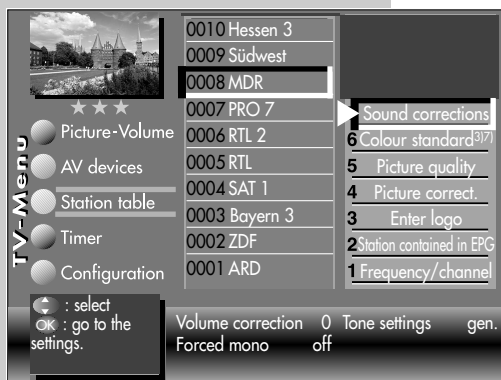 TV-Menu
Picture-Volume
AV devices
Station table
Timer
Configuration
: select
OK : go to the
settings.
0010 Hessen 3
0009 Südwest
0008 MDR
0007 PRO 7
0006 RTL 2
0005 RTL
0004 SAT 1
0003 Bayern 3
0002 ZDF
0001 ARD
Sound corrections
6 Colour standard3)7)
5 Picture quality
4 Picture correct.
3 Enter logo
2 Station contained in EPG
1 Frequency/channel
Volume correction 0 Tone settings gen.
Forced mono off